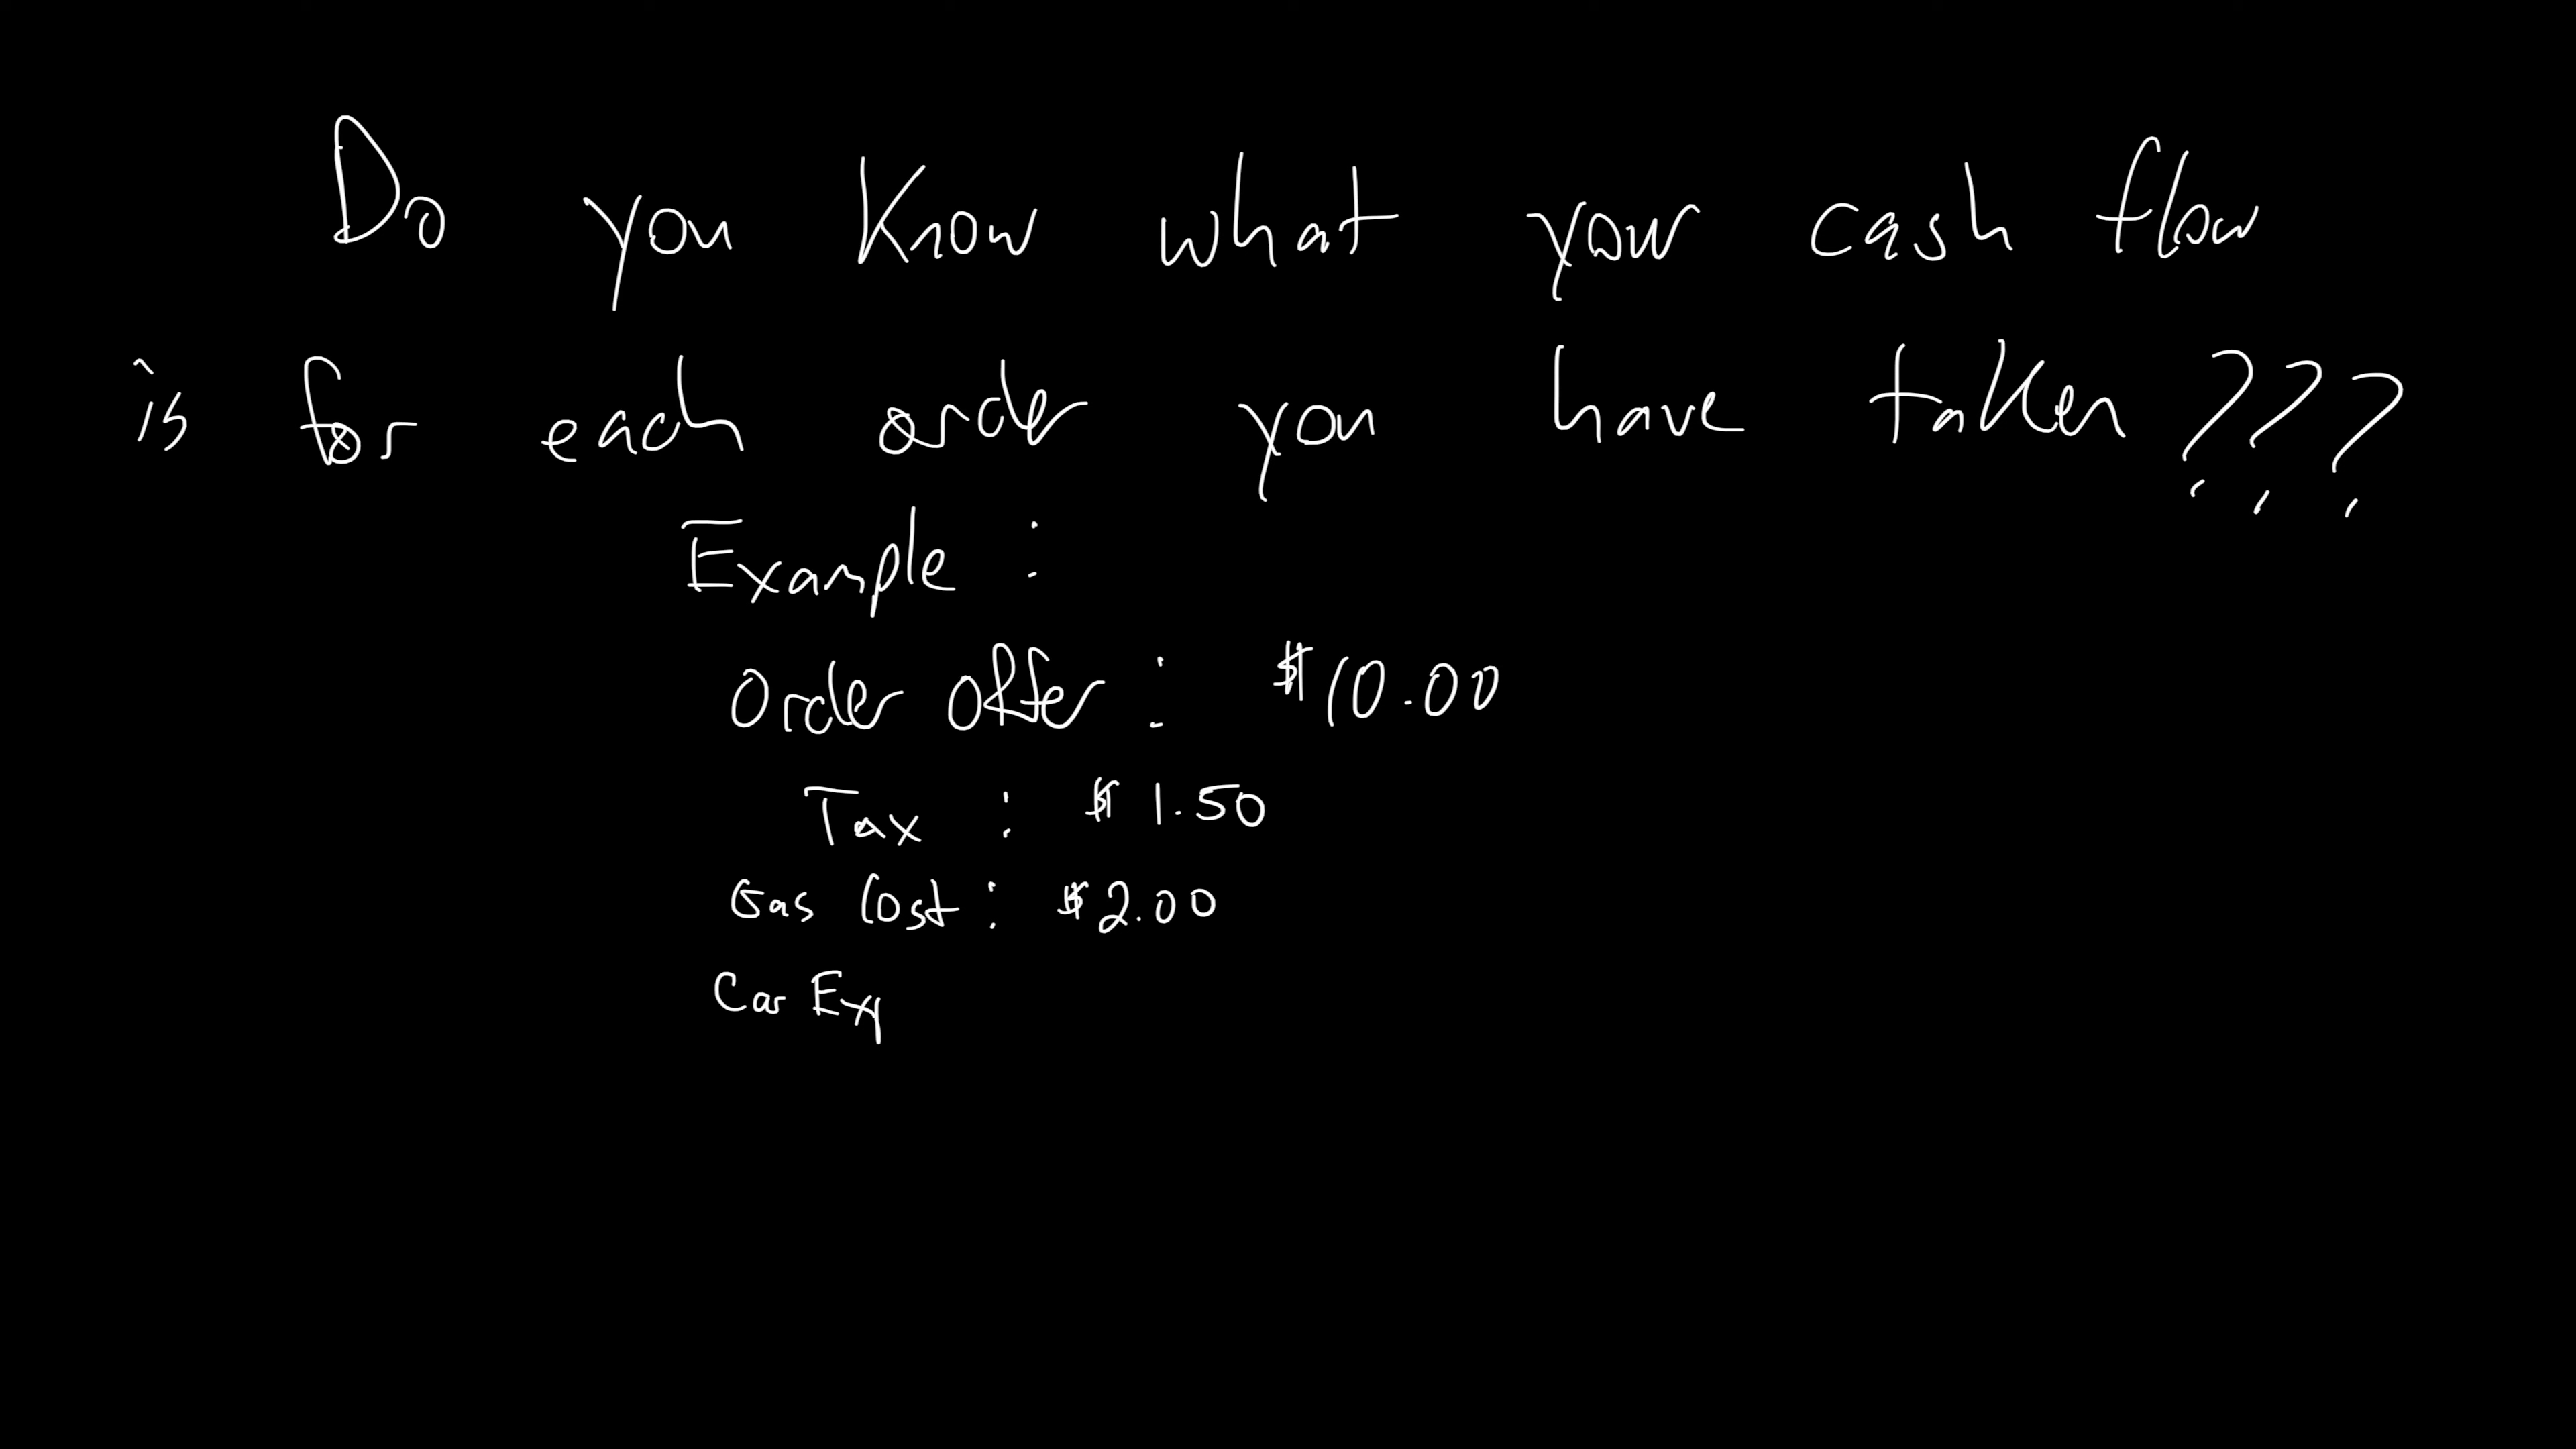 Do you Know what your cash flow
is for each order you have taken???
Example :
Order Offer : $10.00
Tax : $ 1.50
Gas Cost : $2.00
Car Exp